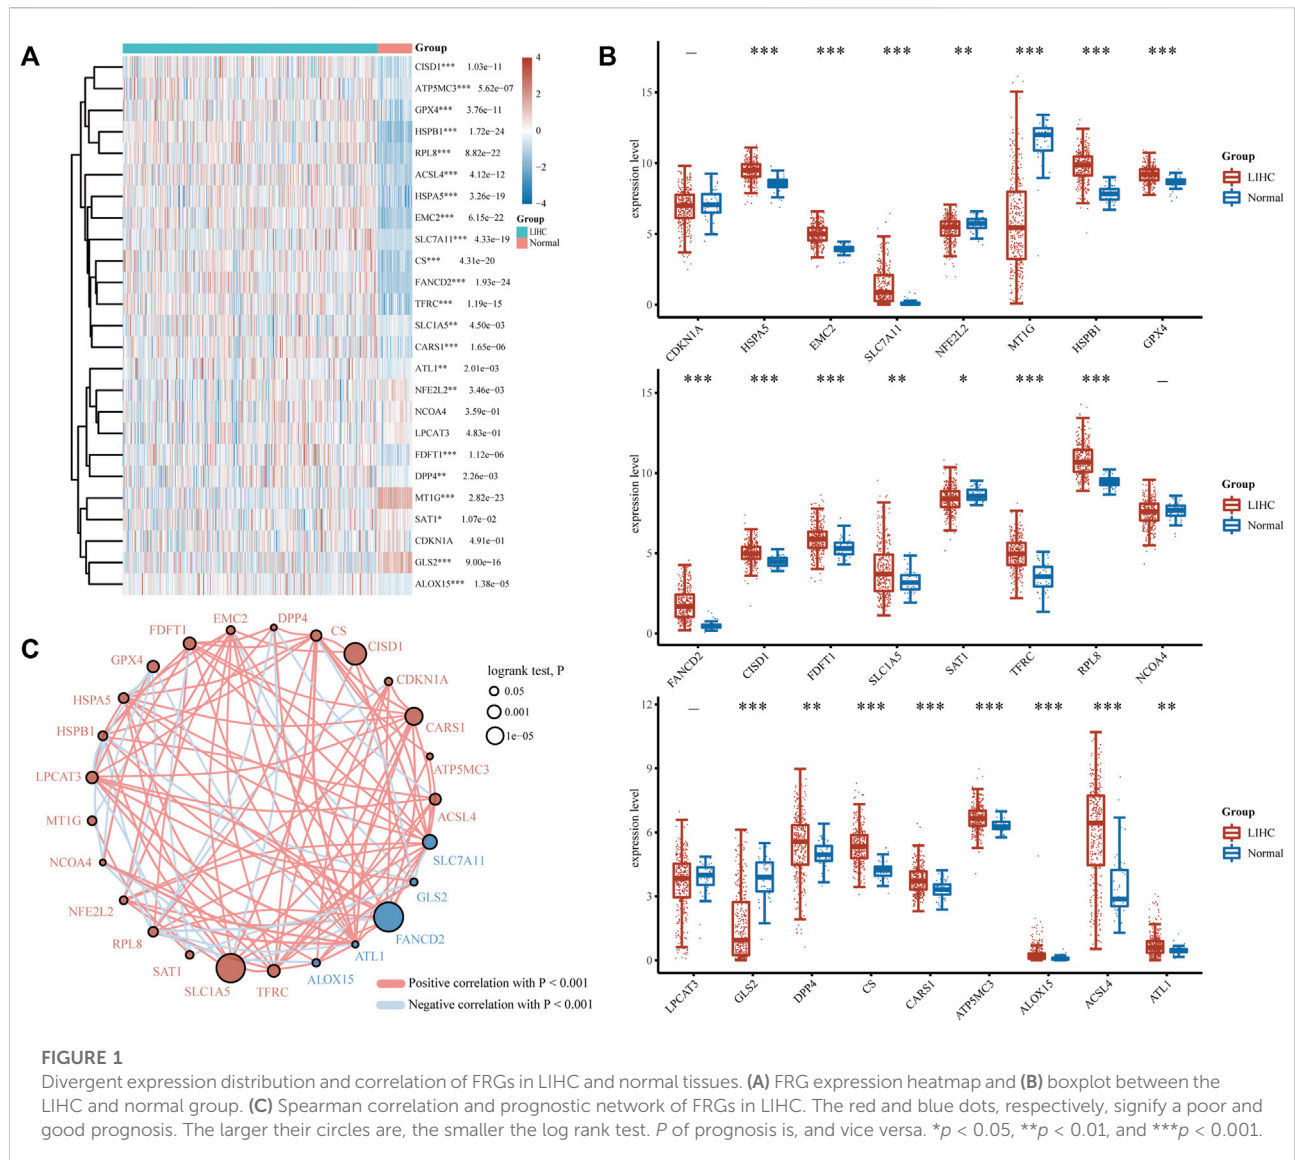 A
Group
CISD1*** 1.03e−11
ATP5MC3*** 5.62e−07
GPX4*** 3.76e−11
HSPB1*** 1.72e−24
RPL8*** 8.82e−22
ACSL4*** 4.12e−12
HSPA5*** 3.26e−19
EMC2*** 6.15e−22
SLC7A11*** 4.33e−19
CS*** 4.31e−20
FANCD2*** 1.93e−24
TFRC*** 1.19e−15
SLC1A5** 4.50e−03
CARS1*** 1.65e−06
ATL1** 2.01e−03
NFE2L2** 3.46e−03
NCOA4 3.59e−01
LPCAT3 4.83e−01
FDFT1*** 1.12e−06
DPP4** 2.26e−03
MT1G*** 2.82e−23
SAT1* 1.07e−02
CDKN1A 4.91e−01
GLS2*** 9.00e−16
ALOX15*** 1.38e−05
4
2
0
−2
−4
Group
LIHC
Normal
B
— *** *** *** ** *** *** ***
expression level
15
10
5
0
CDKN1A HSPA5 EMC2 SLC7A11 NFE2L2 MT1G HSPB1 GPX4
Group
LIHC
Normal
*** *** *** ** * *** *** —
expression level
15
10
5
0
FANCD2 CISD1 FDFT1 SLC1A5 SAT1 TFRC RPL8 NCOA4
Group
LIHC
Normal
— *** ** *** *** *** *** *** **
expression level
12
9
6
3
0
LPCAT3 GLS2 DPP4 CS CARS1 ATP5MC3 ALOX15 ACSL4 ATL1
Group
LIHC
Normal
C
EMC2
DPP4
CS
CISD1
CDKN1A
CARS1
ATP5MC3
ACSL4
SLC7A11
GLS2
FANCD2
ATL1
ALOX15
TFRC
SLC1A5
SAT1
RPL8
NFE2L2
NCOA4
MT1G
LPCAT3
HSPB1
HSPA5
GPX4
FDFT1
logrank test, P
0.05
0.001
1e−05
Positive correlation with P < 0.001
Negative correlation with P < 0.001
FIGURE 1
Divergent expression distribution and correlation of FRGs in LIHC and normal tissues. (A) FRG expression heatmap and (B) boxplot between the
LIHC and normal group. (C) Spearman correlation and prognostic network of FRGs in LIHC. The red and blue dots, respectively, signify a poor and
good prognosis. The larger their circles are, the smaller the log rank test. P of prognosis is, and vice versa. *p < 0.05, **p < 0.01, and ***p < 0.001.